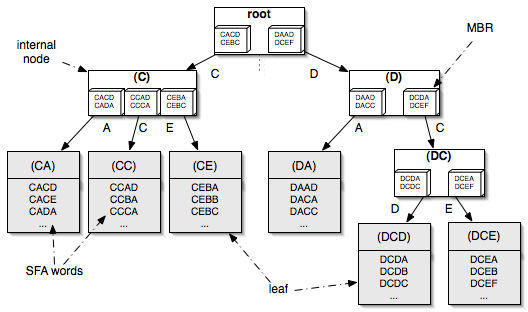 root
CACD
CEBC
DAAD
DCEF
MBR
internal
node
C
D
(C)
CACD
CADA
CCAD
CCCA
CEBA
CEBC
(D)
DAAD
DACC
DCDA
DCEF
A
C
E
A
C
(CA)
CACD
CACE
CADA
...
(CC)
CCAD
CCBA
CCCA
...
(CE)
CEBA
CEBB
CEBC
...
(DA)
DAAD
DACA
DACC
...
(DC)
DCDA
DCDC
DCEA
DCEF
D
E
(DCD)
DCDA
DCDB
DCDC
...
(DCE)
DCEA
DCEB
DCEF
...
SFA words
leaf